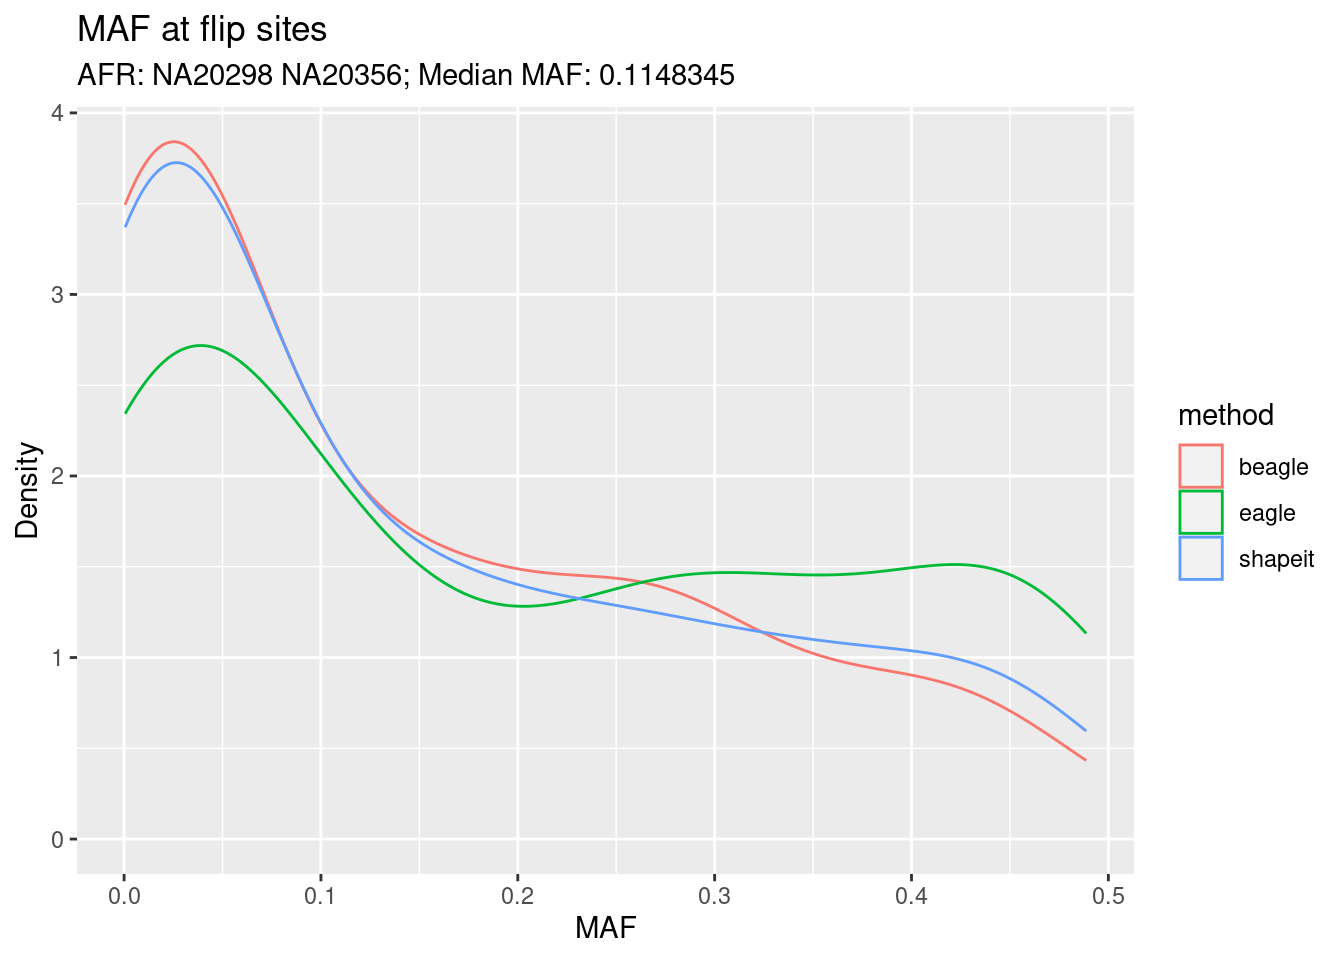 MAF at flip sites
AFR: NA20298 NA20356; Median MAF: 0.1148345
4
3
2
1
0
Density
0.0
0.1
0.2
0.3
0.4
0.5
MAF
method
beagle
eagle
shapeit